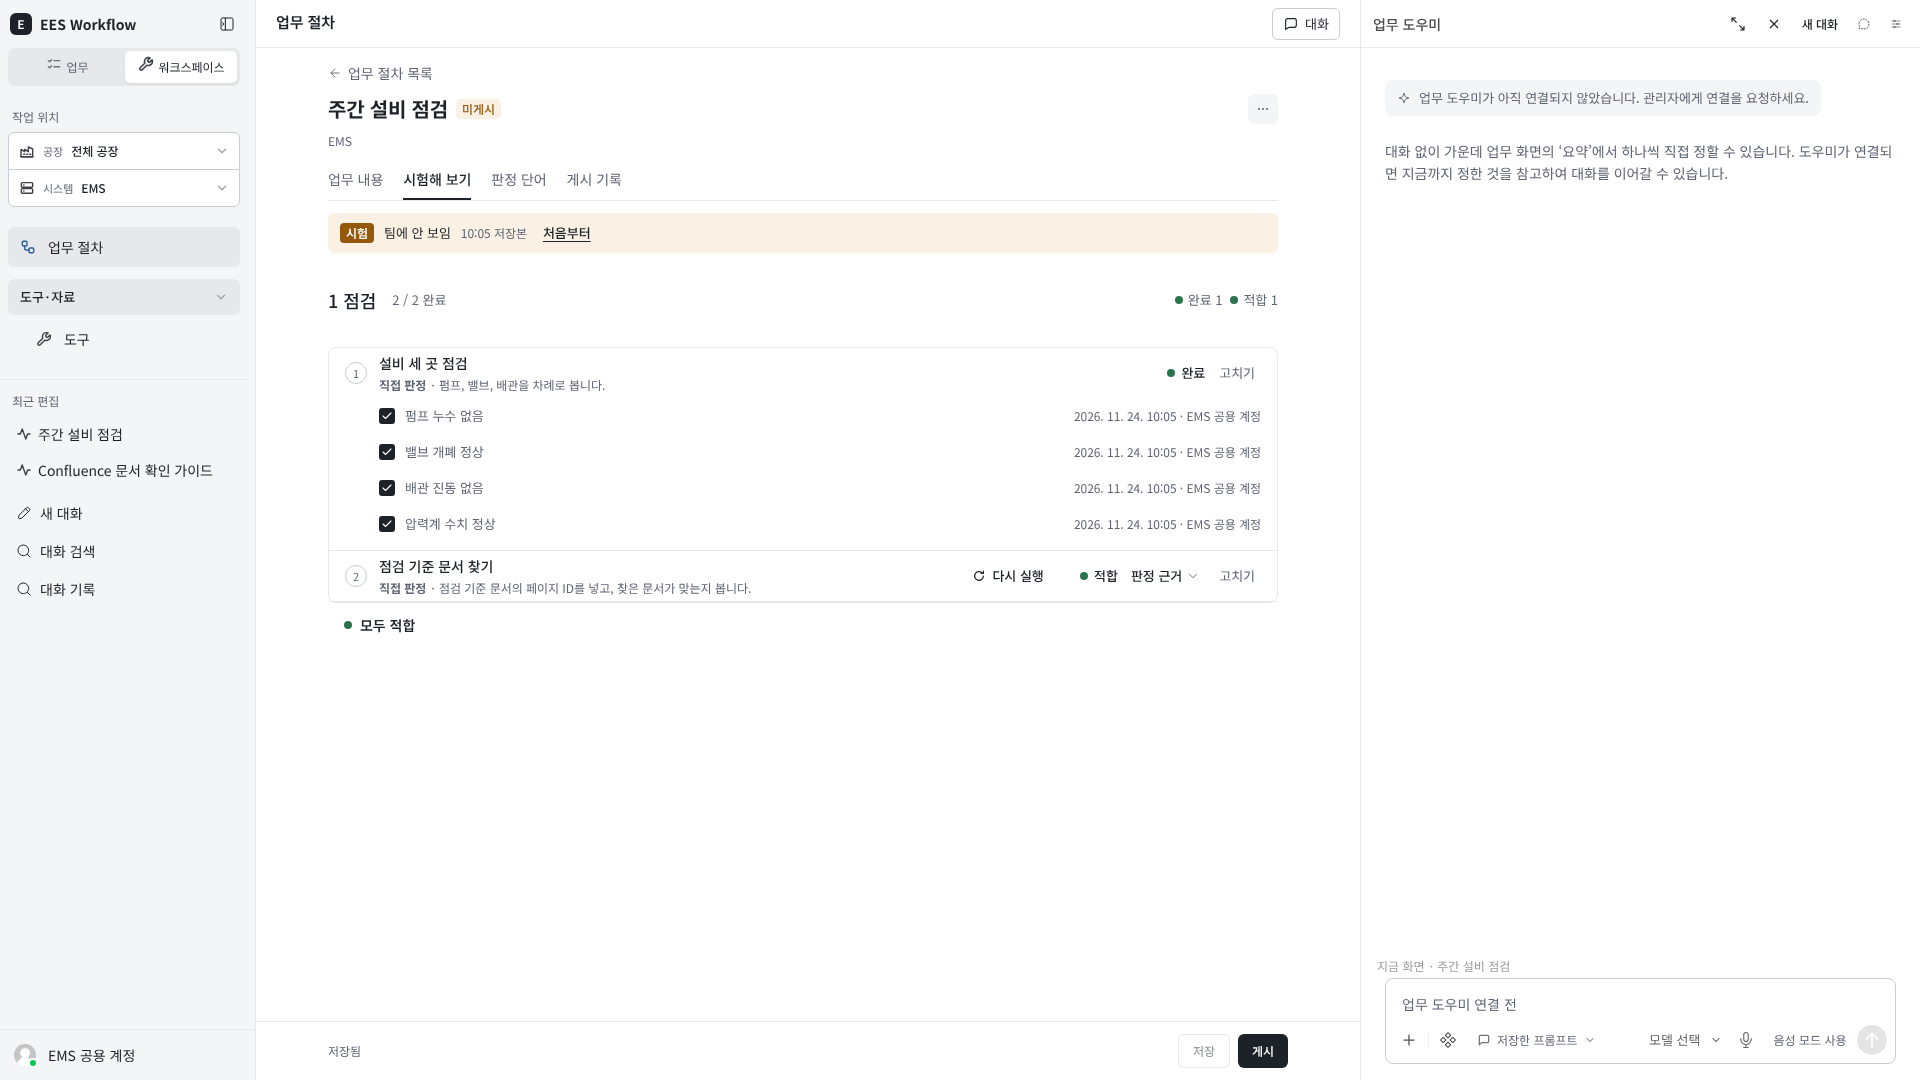 E EES Workflow
업무
워크스페이스
작업 위치
공장 전체 공장
시스템 EMS
업무 절차
도구·자료
도구
최근 편집
주간 설비 점검
Confluence 문서 확인 가이드
새 대화
대화 검색
대화 기록
EMS 공용 계정
업무 절차
대화
업무 절차 목록
주간 설비 점검 미게시
EMS
업무 내용 시험해 보기 판정 단어 게시 기록
시험 팀에 안 보임 10:05 저장본 처음부터
1 점검 2 / 2 완료
완료 1 적합 1
1 설비 세 곳 점검
직접 판정 · 펌프, 밸브, 배관을 차례로 봅니다.
완료 고치기
펌프 누수 없음 2026. 11. 24. 10:05 · EMS 공용 계정
밸브 개폐 정상 2026. 11. 24. 10:05 · EMS 공용 계정
배관 진동 없음 2026. 11. 24. 10:05 · EMS 공용 계정
압력계 수치 정상 2026. 11. 24. 10:05 · EMS 공용 계정
2 점검 기준 문서 찾기
직접 판정 · 점검 기준 문서의 페이지 ID를 넣고, 찾은 문서가 맞는지 봅니다.
다시 실행 적합 판정 근거 고치기
모두 적합
저장됨
저장 게시
업무 도우미
새 대화
업무 도우미가 아직 연결되지 않았습니다. 관리자에게 연결을 요청하세요.
대화 없이 가운데 업무 화면의 ‘요약’에서 하나씩 직접 정할 수 있습니다. 도우미가 연결되
면 지금까지 정한 것을 참고하여 대화를 이어갈 수 있습니다.
지금 화면 · 주간 설비 점검
업무 도우미 연결 전
저장한 프롬프트 모델 선택 음성 모드 사용